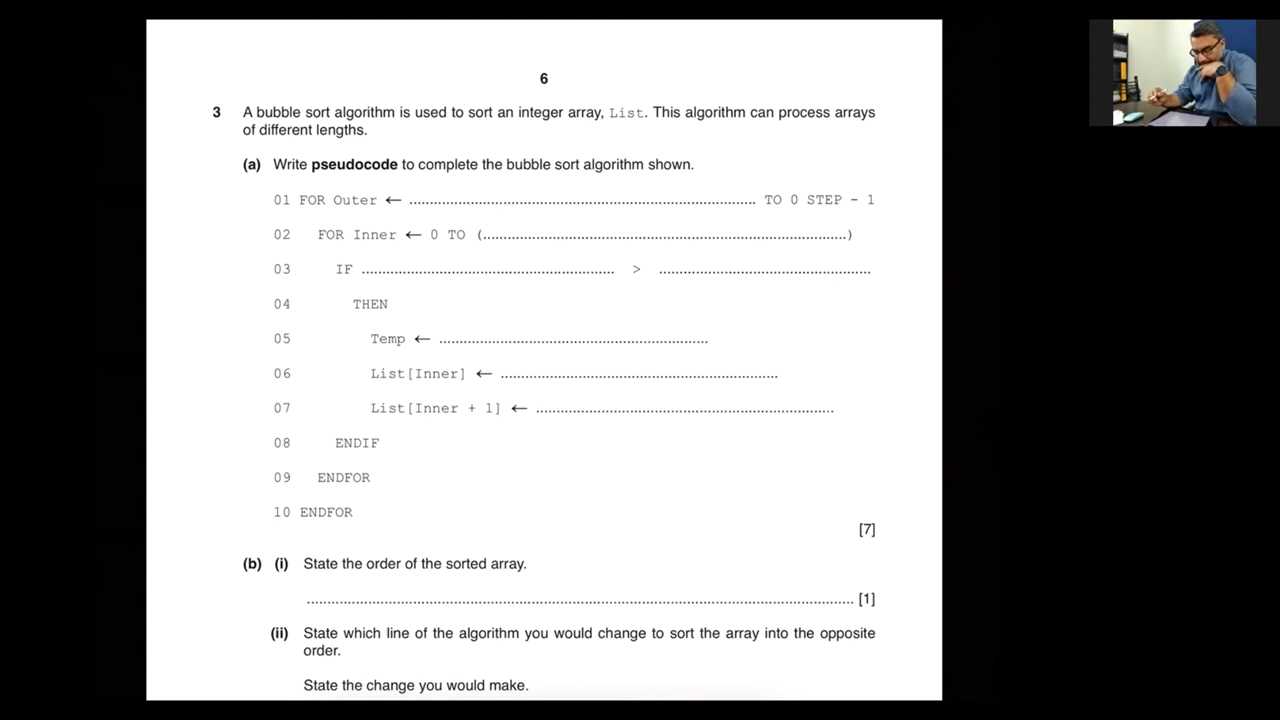 6
3 A bubble sort algorithm is used to sort an integer array, List. This algorithm can process arrays
of different lengths.
(a) Write pseudocode to complete the bubble sort algorithm shown.
01 FOR Outer ← .................................................................................... TO 0 STEP - 1
02 FOR Inner ← 0 TO (.........................................................................................)
03 IF .............................................................. > ....................................................
04 THEN
05 Temp ← ..................................................................
06 List[Inner] ← ....................................................................
07 List[Inner + 1] ← .........................................................................
08 ENDIF
09 ENDFOR
10 ENDFOR
[7]
(b) (i) State the order of the sorted array.
....................................................................................................................................... [1]
(ii) State which line of the algorithm you would change to sort the array into the opposite
order.
State the change you would make.